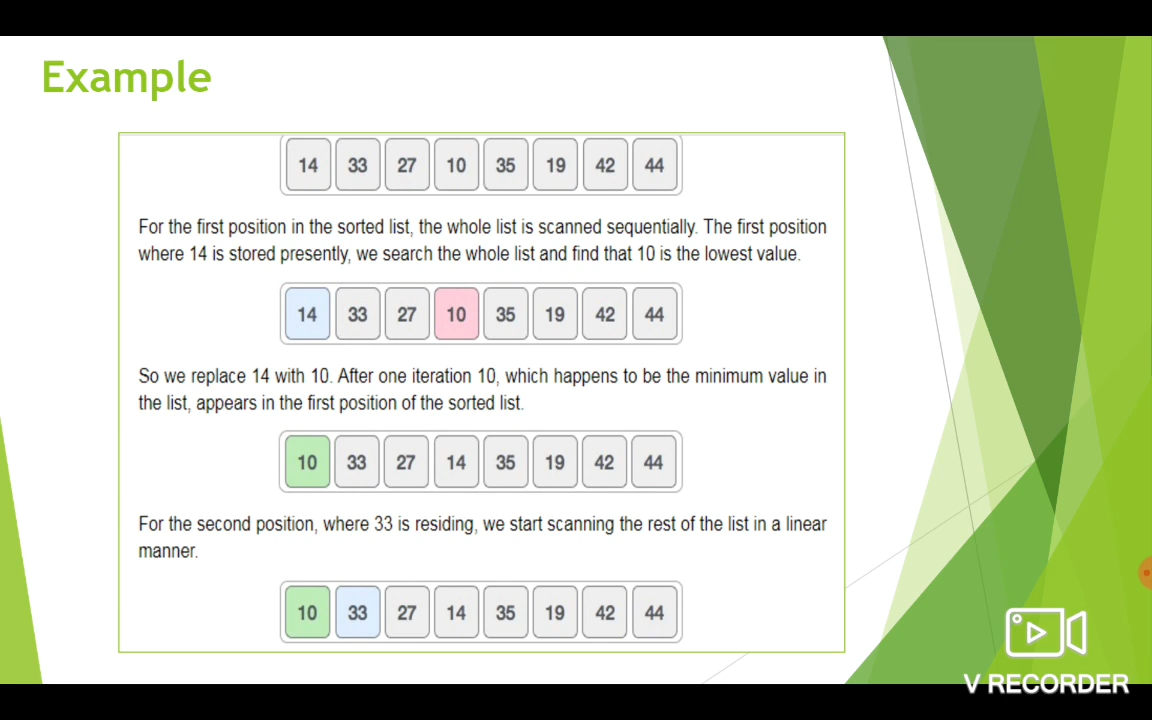 Example
14 33 27 10 35 19 42 44
For the first position in the sorted list, the whole list is scanned sequentially. The first position
where 14 is stored presently, we search the whole list and find that 10 is the lowest value.
14 33 27 10 35 19 42 44
So we replace 14 with 10. After one iteration 10, which happens to be the minimum value in
the list, appears in the first position of the sorted list.
10 33 27 14 35 19 42 44
For the second position, where 33 is residing, we start scanning the rest of the list in a linear
manner.
10 33 27 14 35 19 42 44
V RECORDER